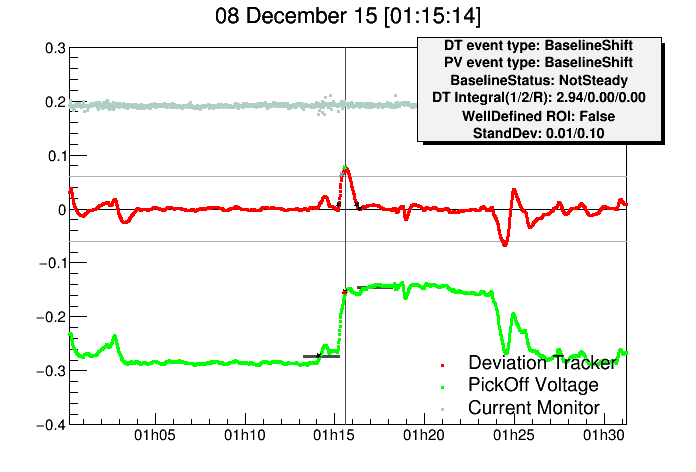 08 December 15 [01:15:14]
DT event type: BaselineShift
PV event type: BaselineShift
BaselineStatus: NotSteady
DT Integral(1/2/R): 2.94/0.00/0.00
WellDefined ROI: False
StandDev: 0.01/0.10
0.3
0.2
0.1
0
−0.1
−0.2
−0.3
−0.4
Deviation Tracker
PickOff Voltage
Current Monitor
01h05 01h10 01h15 01h20 01h25 01h30